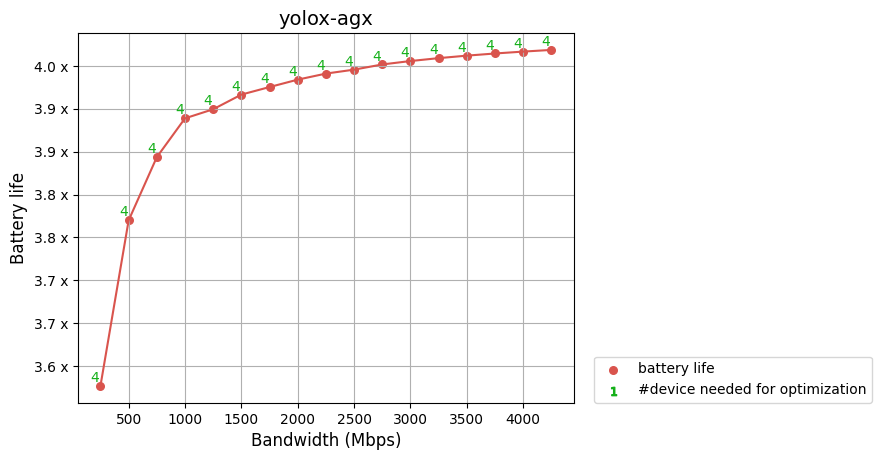 yolox-agx
4.0 x
3.9 x
3.9 x
3.8 x
3.8 x
3.7 x
3.7 x
3.6 x
Battery life
4 4 4 4 4 4 4 4 4 4 4 4 4 4 4 4 4
500 1000 1500 2000 2500 3000 3500 4000
Bandwidth (Mbps)
battery life
1 #device needed for optimization